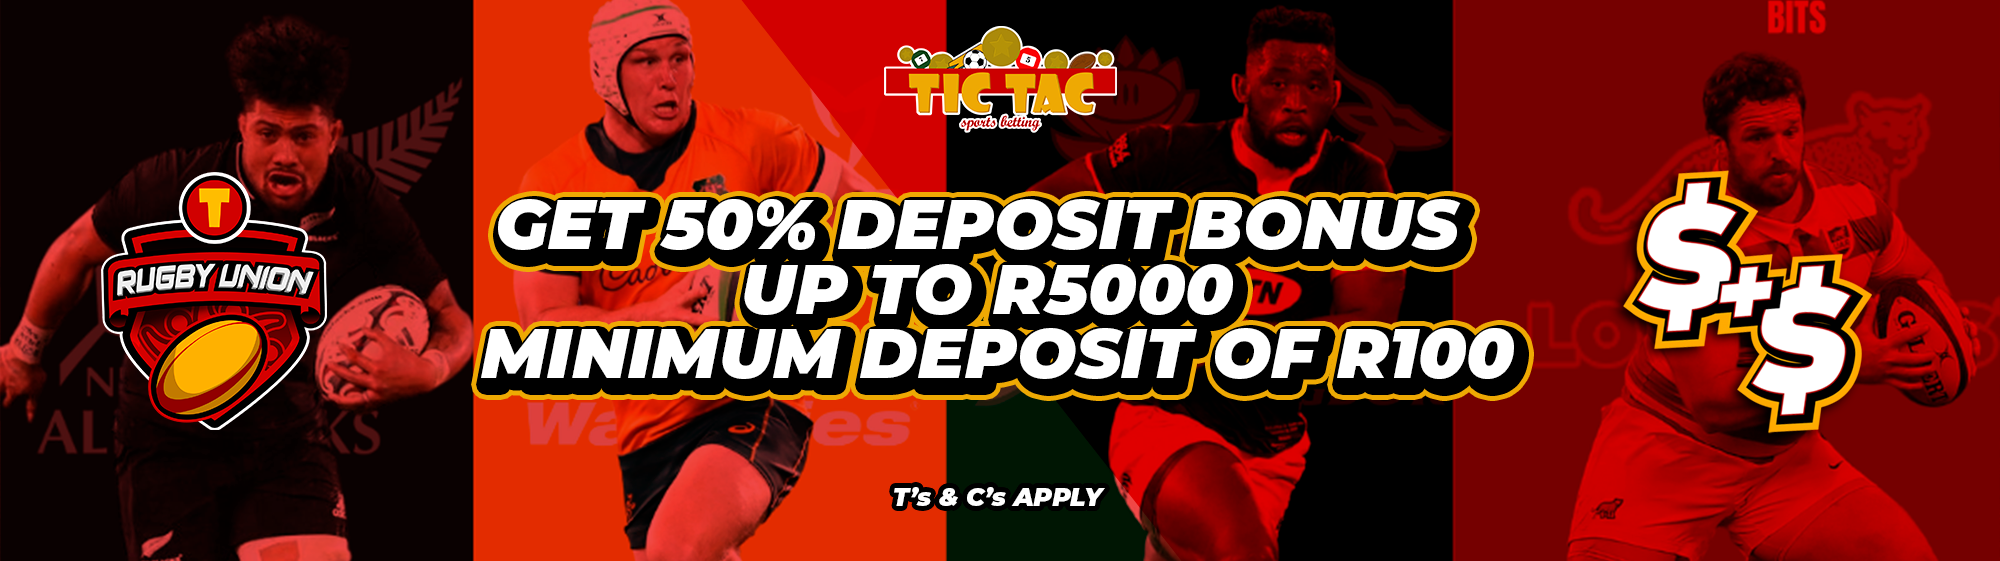 BITS
TIC TAC
sports betting
T
RUGBY UNION
GET 50% DEPOSIT BONUS
UP TO R5000
MINIMUM DEPOSIT OF R100
$+$
T's & C's APPLY